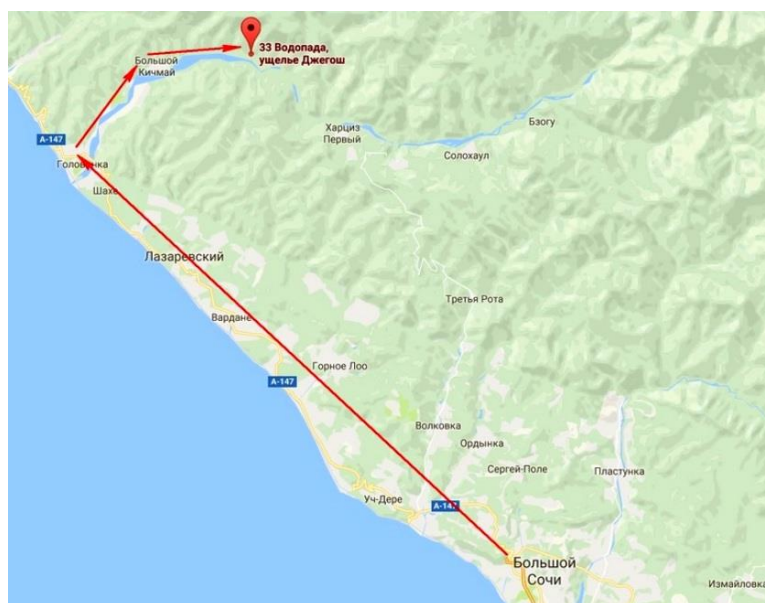 33 Водопада,
ущелье Джегош
Большой
Кичмай
А-147
Головинка
Шахе
Харциз
Первый
Бзогу
Солохаул
Лазаревский
Третья Рота
Вардане
Горное Лоо
А-147
Волковка
Ордынка
Сергей-Поле
Пластунка
Уч-Дере
А-147
Большой
Сочи
Измайловка